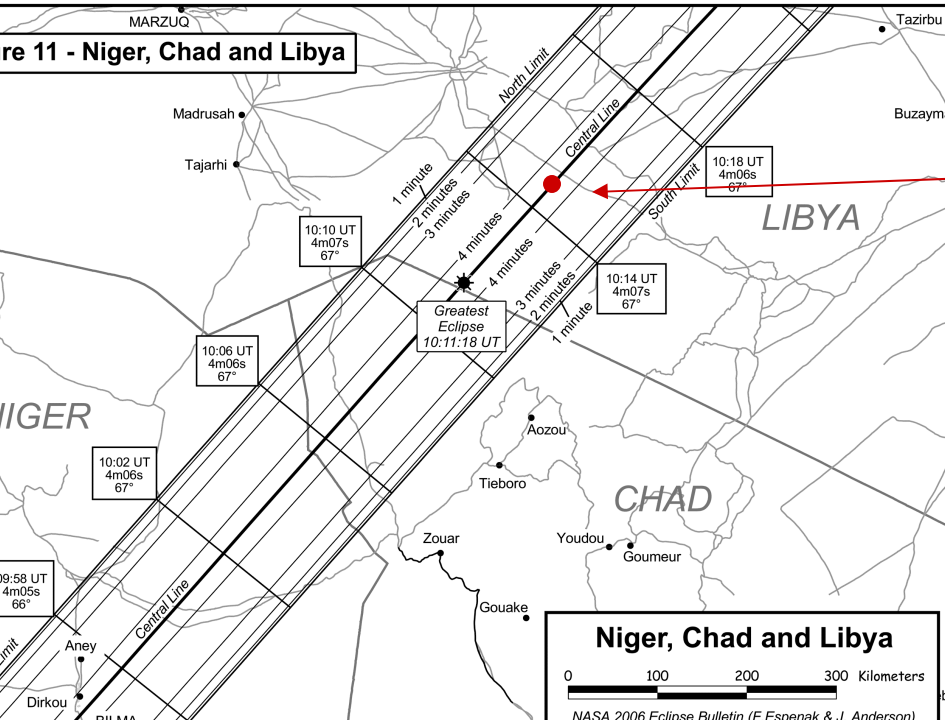 MARZUQ
Tazirbu
re 11 - Niger, Chad and Libya
North Limit
Madrusah
Central Line
Buzaym
Tajarhi
10:18 UT
4m06s
67°
1 minute
2 minutes
3 minutes
South Limit
LIBYA
10:10 UT
4m07s
67°
4 minutes
4 minutes
3 minutes
2 minutes
1 minute
10:14 UT
4m07s
67°
Greatest
Eclipse
10:11:18 UT
10:06 UT
4m06s
67°
NIGER
Aozou
10:02 UT
4m06s
67°
Tieboro
CHAD
Zouar
Youdou
Goumeur
09:58 UT
4m05s
66°
Central Line
Gouake
Limit
Aney
Niger, Chad and Libya
0 100 200 300 Kilometers
Dirkou
BILMA
NASA 2006 Eclipse Bulletin (F. Espenak & J. Anderson)